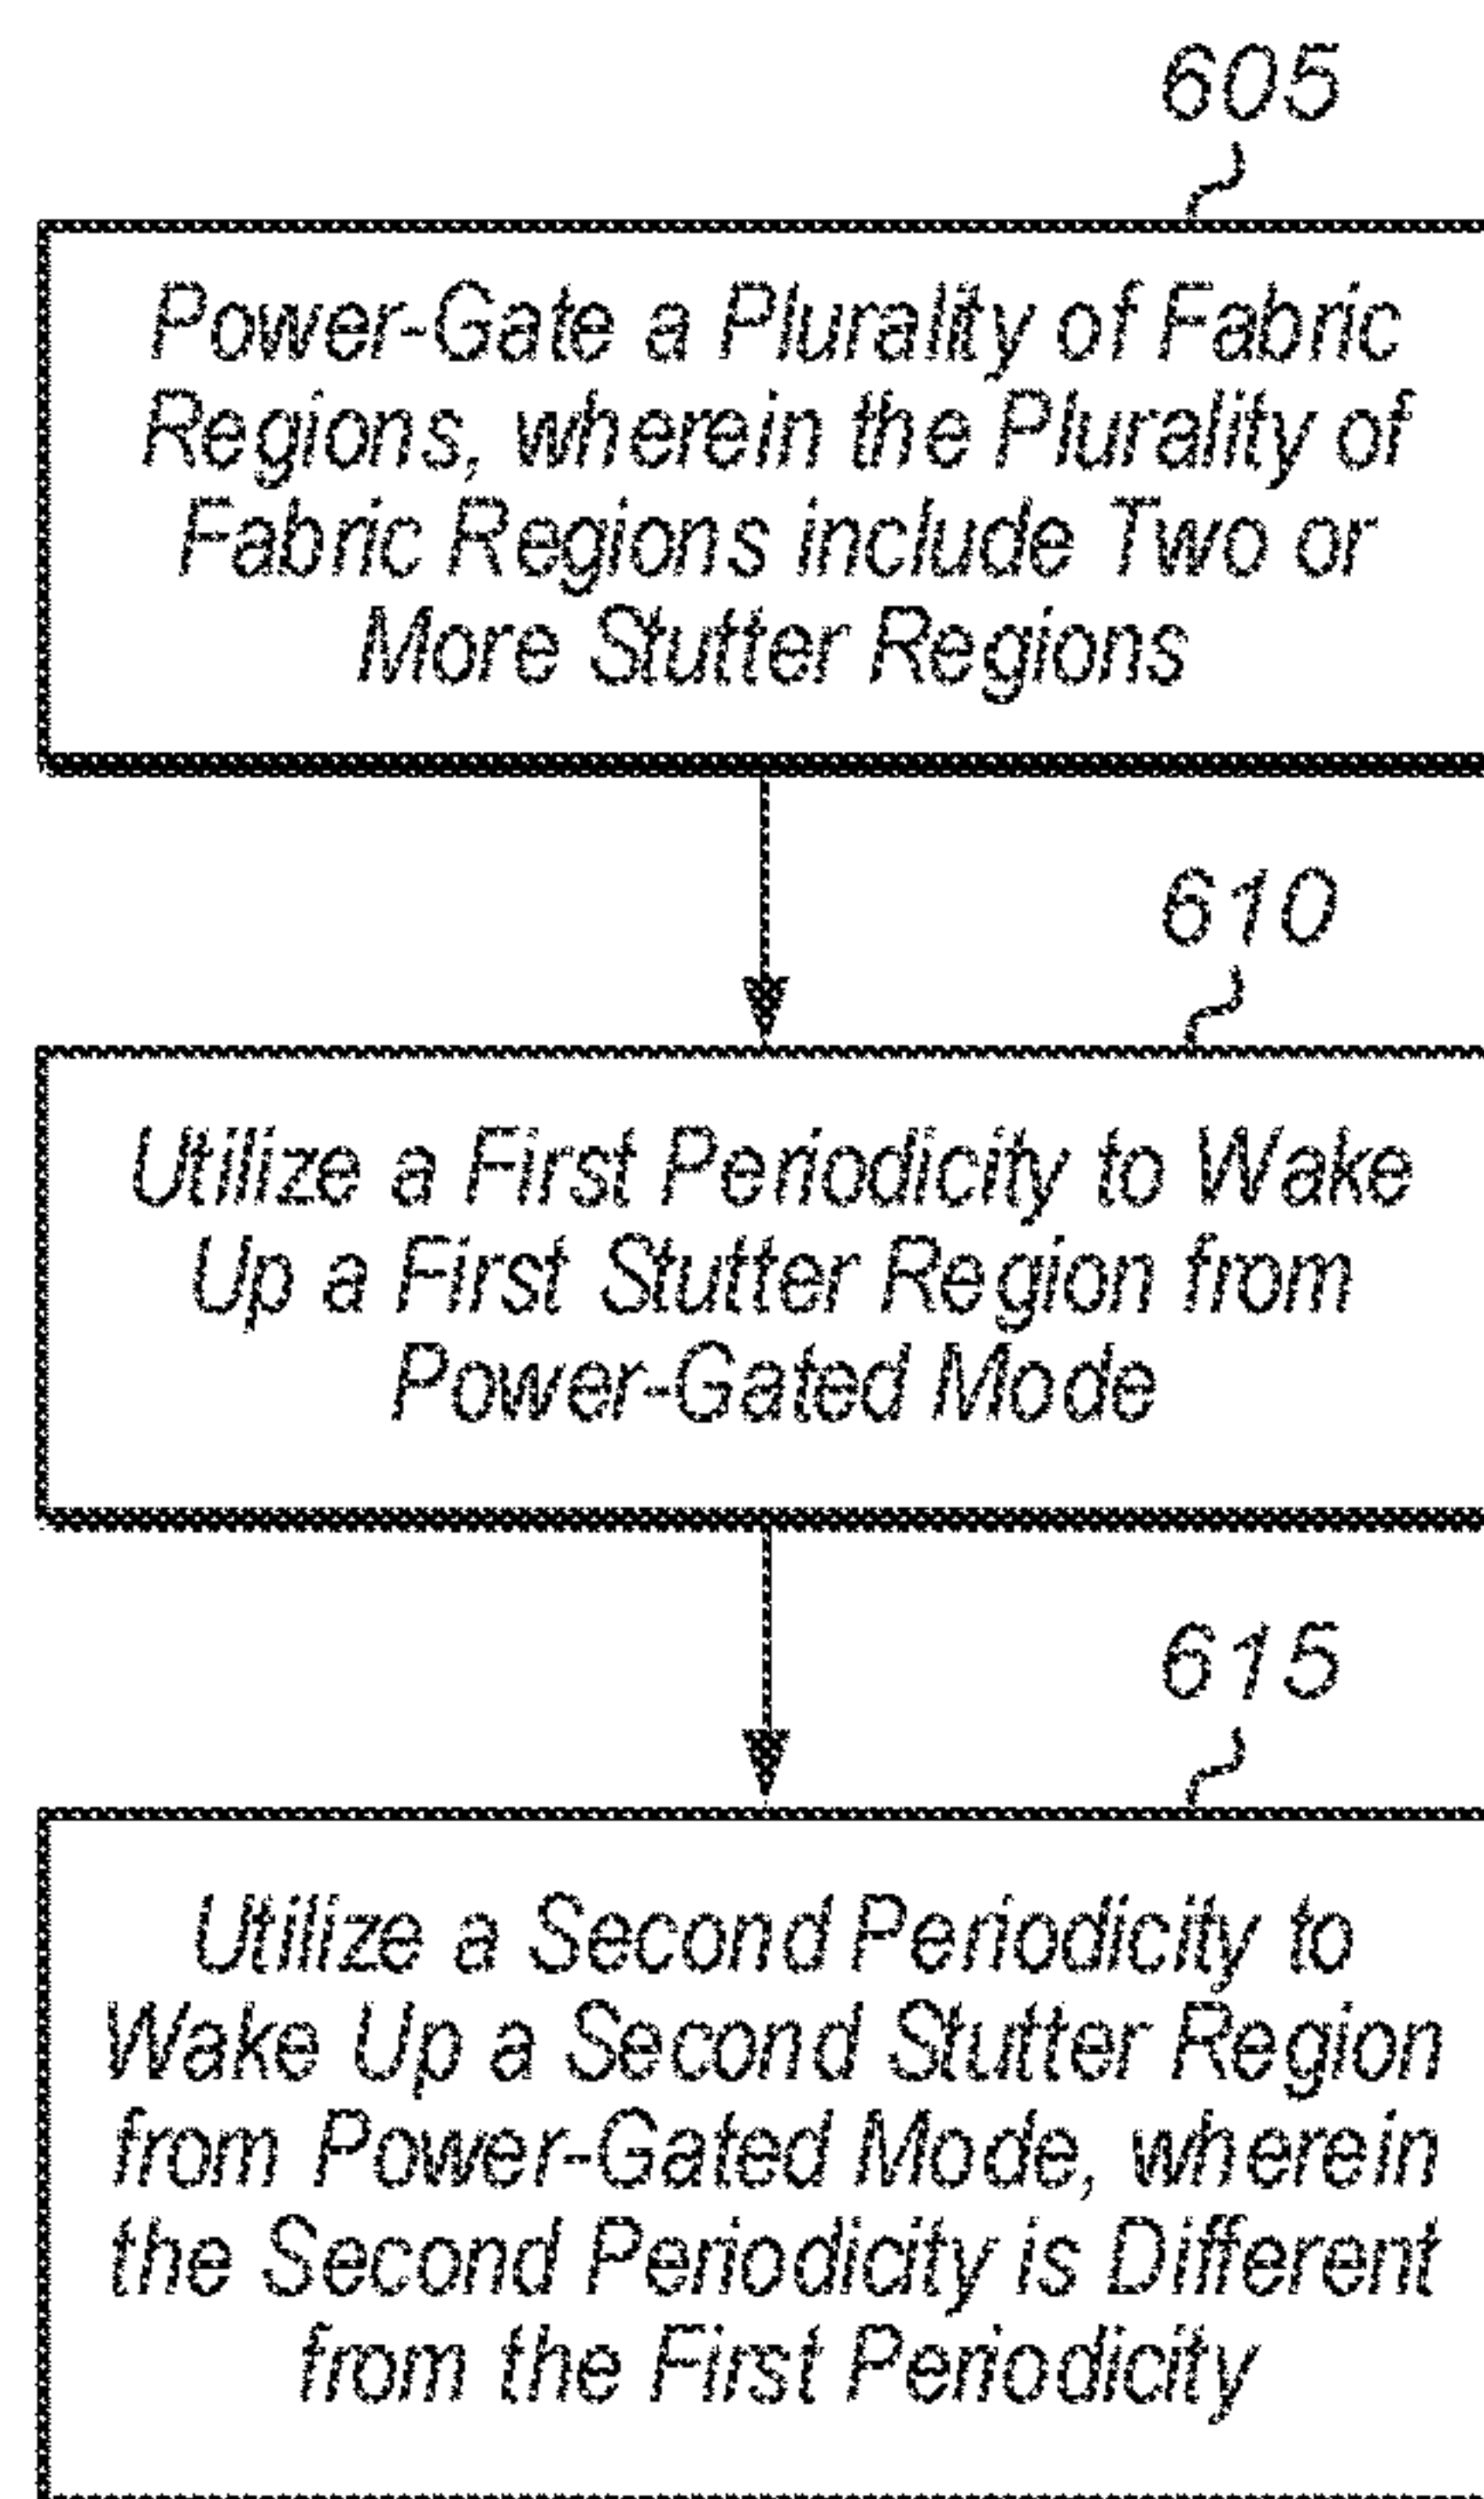 605
Power-Gate a Plurality of Fabric
Regions, wherein the Plurality of
Fabric Regions include Two or
More Stutter Regions
610
Utilize a First Periodicity to Wake
Up a First Stutter Region from
Power-Gated Mode
615
Utilize a Second Periodicity to
Wake Up a Second Stutter Region
from Power-Gated Mode, wherein
the Second Periodicity is Different
from the First Periodicity